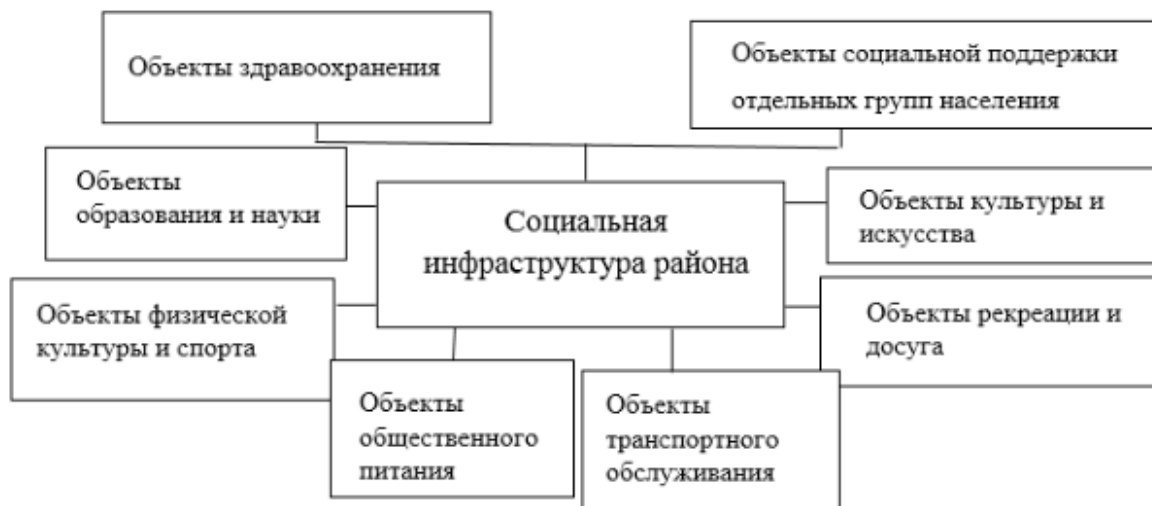 Объекты здравоохранения
Объекты социальной поддержки
отдельных групп населения
Объекты
образования и науки
Социальная
инфраструктура района
Объекты культуры и
искусства
Объекты физической
культуры и спорта
Объекты рекреации и
досуга
Объекты
общественного
питания
Объекты
транспортного
обслуживания